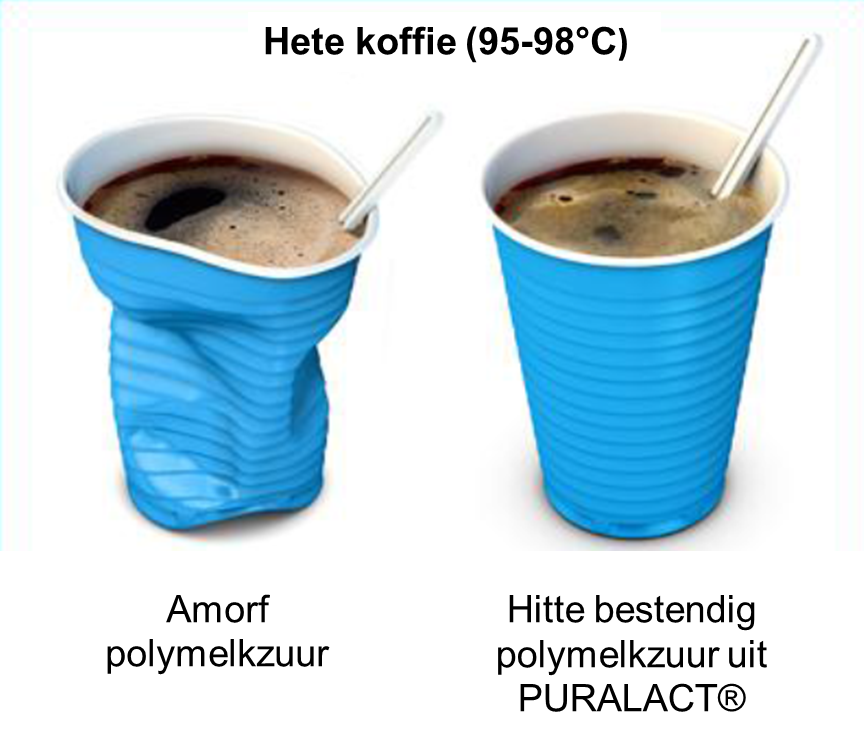 Hete koffie (95-98°C)
Amorf
polymelkzuur
Hitte bestendig
polymelkzuur uit
PURALACT®